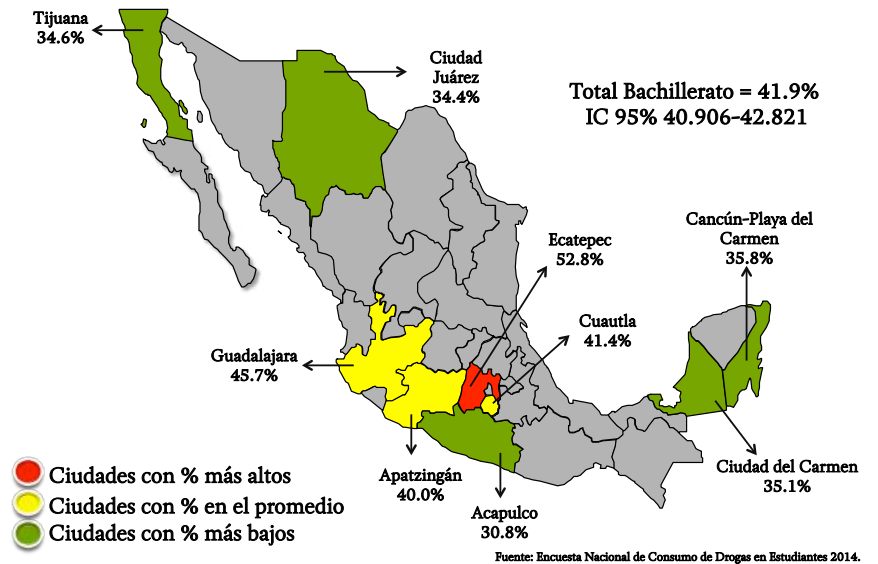 Tijuana
34.6%
Ciudad
Juárez
34.4%
Total Bachillerato = 41.9%
IC 95% 40.906-42.821
Cancún-Playa del
Carmen
35.8%
Ecatepec
52.8%
Cuautla
41.4%
Guadalajara
45.7%
Apatzingán
40.0%
Acapulco
30.8%
Ciudad del Carmen
35.1%
Ciudades con % más altos
Ciudades con % en el promedio
Ciudades con % más bajos
Fuente: Encuesta Nacional de Consumo de Drogas en Estudiantes 2014.